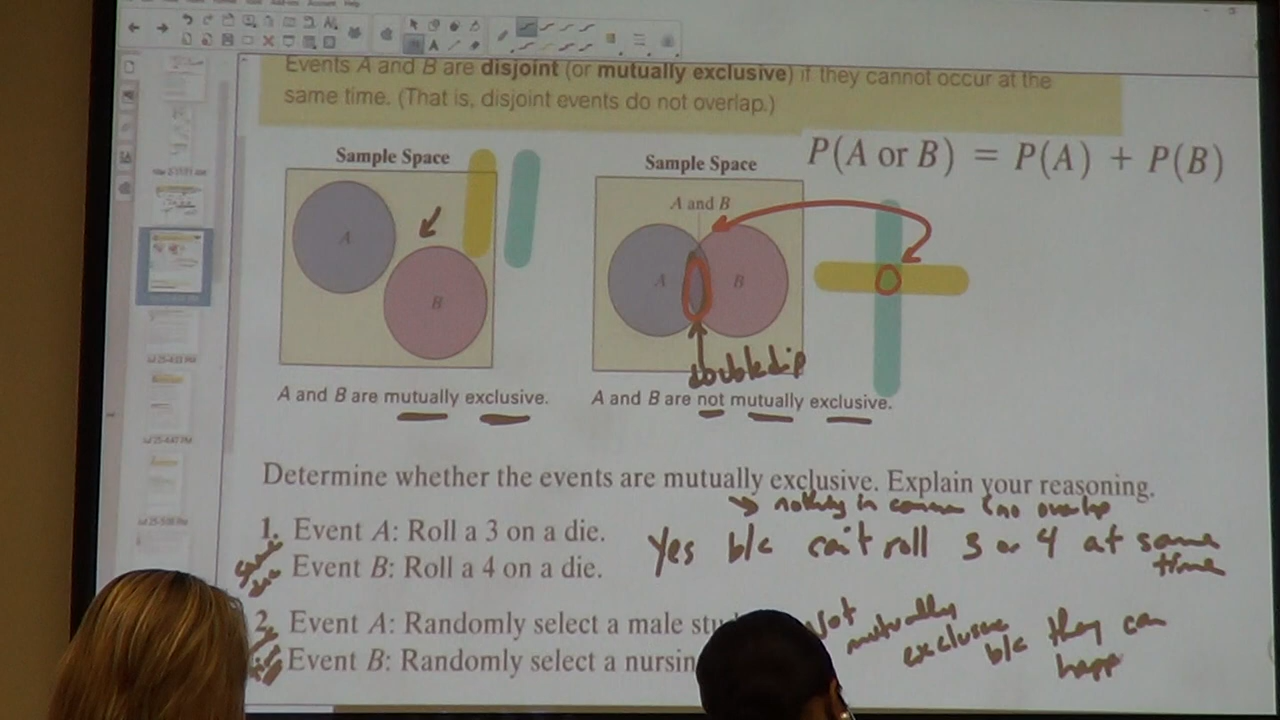 Events A and B are disjoint (or mutually exclusive) if they cannot occur at the
same time. (That is, disjoint events do not overlap.)
P(A or B) = P(A) + P(B)
Sample Space
Sample Space
A and B
A
B
A
B
double dip
A and B are mutually exclusive.
A and B are not mutually exclusive.
Determine whether the events are mutually exclusive. Explain your reasoning.
nothing in common no overlap
1. Event A: Roll a 3 on a die.
Event B: Roll a 4 on a die.
Yes b/c can't roll 3 or 4 at same
time
2. Event A: Randomly select a male stu
Event B: Randomly select a nursin
Not
mutually
exclusive
b/c they can
happ